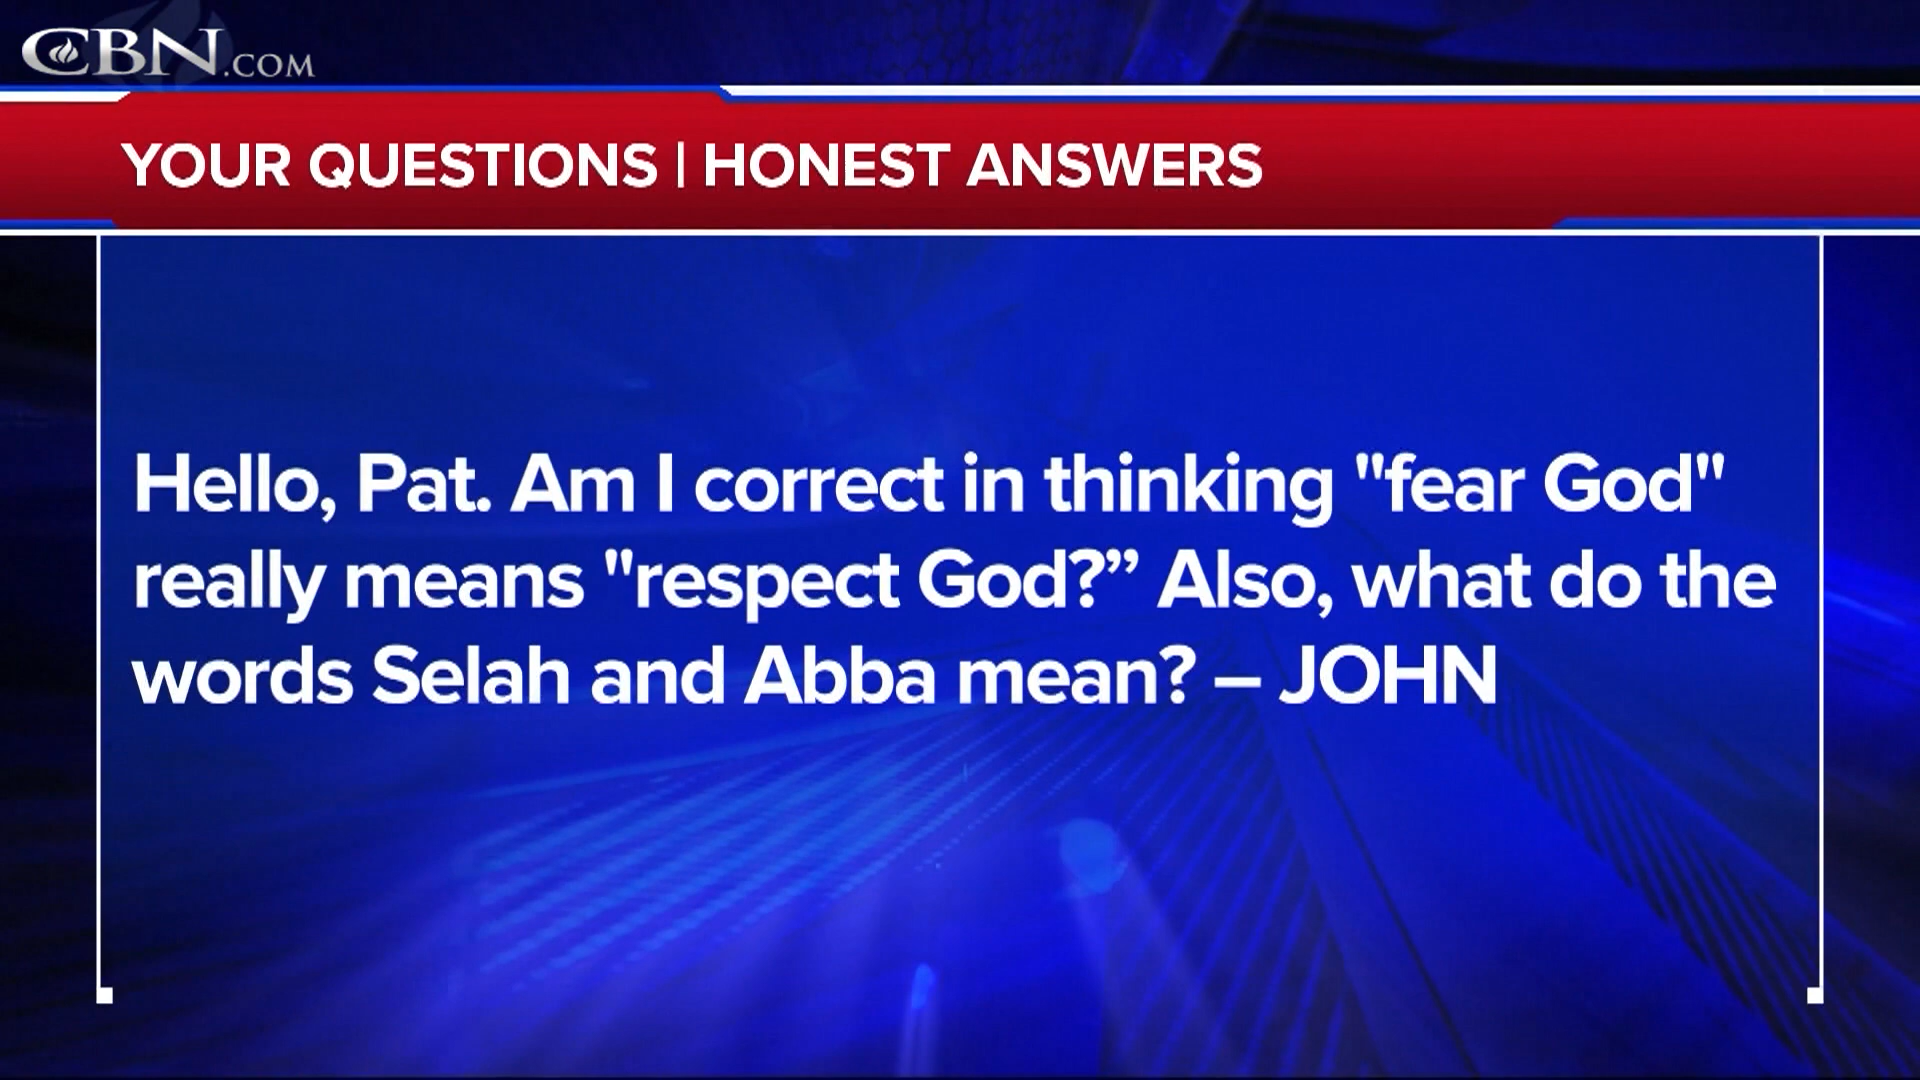 CBN.COM
YOUR QUESTIONS | HONEST ANSWERS
Hello, Pat. Am I correct in thinking "fear God"
really means "respect God?” Also, what do the
words Selah and Abba mean? – JOHN